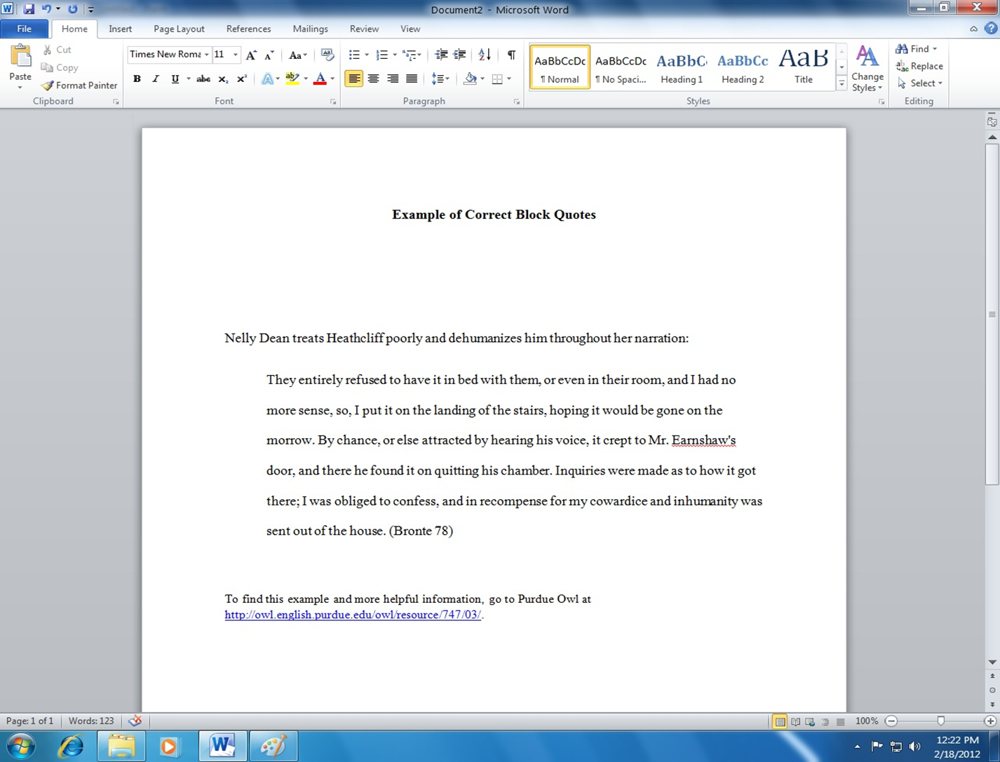 Document2 - Microsoft Word
File Home Insert Page Layout References Mailings Review View
Paste
Cut
Copy
Format Painter
Clipboard
Times New Roma 11
Font
Paragraph
AaBbCcDc AaBbCcDc AaBbC AaBbCc AaB
¶ Normal ¶ No Spaci... Heading 1 Heading 2 Title
Styles
Change
Styles
Find
Replace
Select
Editing
Example of Correct Block Quotes
Nelly Dean treats Heathcliff poorly and dehumanizes him throughout her narration:
They entirely refused to have it in bed with them, or even in their room, and I had no
more sense, so, I put it on the landing of the stairs, hoping it would be gone on the
morrow. By chance, or else attracted by hearing his voice, it crept to Mr. Earnshaw's
door, and there he found it on quitting his chamber. Inquiries were made as to how it got
there; I was obliged to confess, and in recompense for my cowardice and inhumanity was
sent out of the house. (Bronte 78)
To find this example and more helpful information, go to Purdue Owl at
http://owl.english.purdue.edu/owl/resource/747/03/.
Page: 1 of 1 Words: 123 100%
12:22 PM
2/18/2012